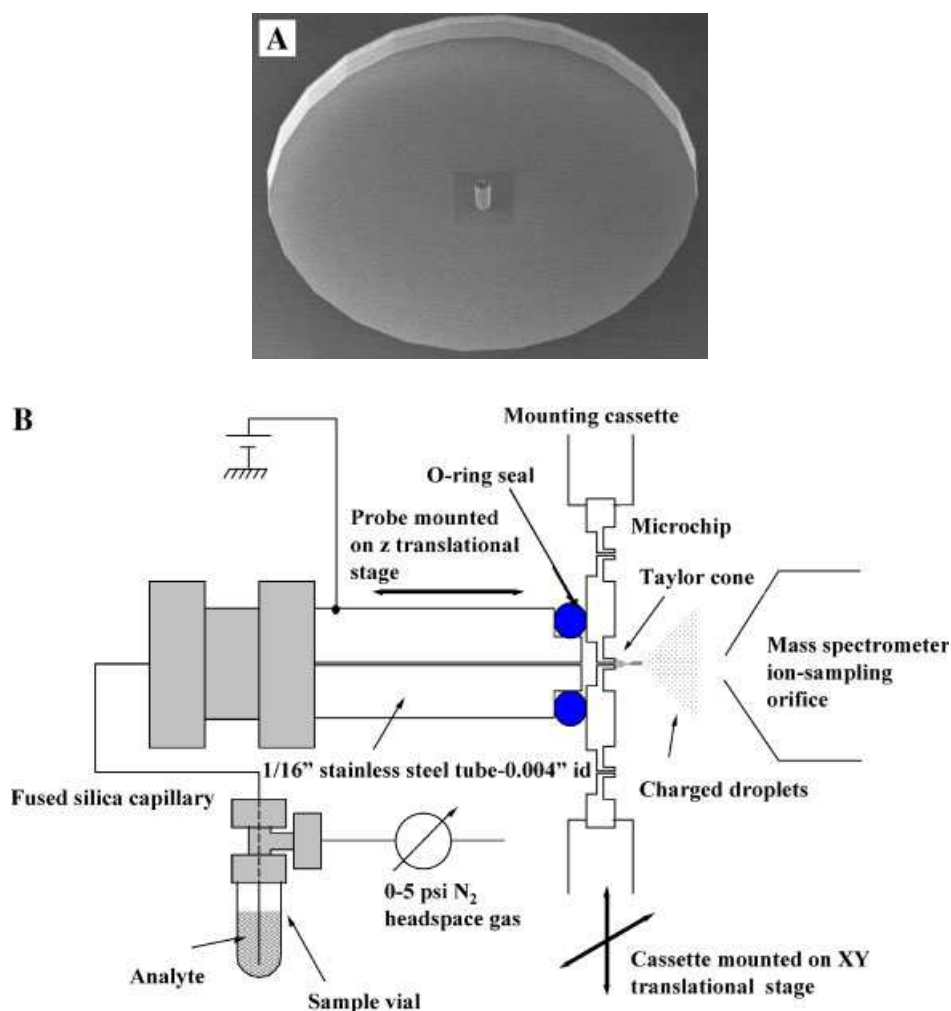 A
B
Mounting cassette
O-ring seal
Probe mounted
on z translational
stage
Microchip
Taylor cone
Mass spectrometer
ion-sampling
orifice
1/16” stainless steel tube-0.004” id
Charged droplets
Fused silica capillary
0-5 psi N₂
headspace gas
Analyte
Sample vial
Cassette mounted on XY
translational stage